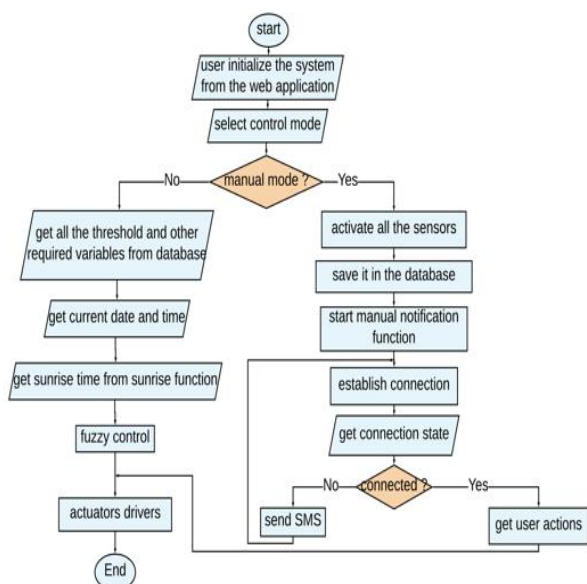 start
user initialize the system
from the web application
select control mode
manual mode ?
No
Yes
get all the threshold and other
required variables from database
get current date and time
get sunrise time from sunrise function
fuzzy control
actuators drivers
End
activate all the sensors
save it in the database
start manual notification
function
establish connection
get connection state
connected ?
No
Yes
send SMS
get user actions